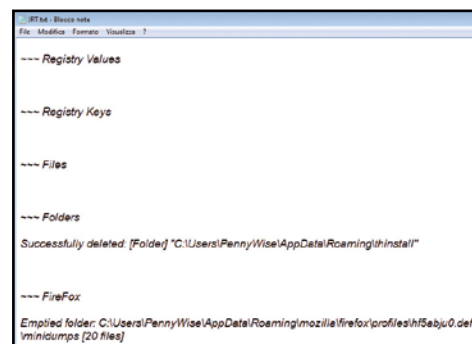 JRT.txt - Blocco note
File Modifica Formato Visualizza ?
~~~ Registry Values
~~~ Registry Keys
~~~ Files
~~~ Folders
Successfully deleted: [Folder] "C:\Users\PennyWise\AppData\Roaming\thinstall"
~~~ FireFox
Emptied folder: C:\Users\PennyWise\AppData\Roaming\mozilla\firefox\profiles\hf5abju0.def
\minidumps [20 files]